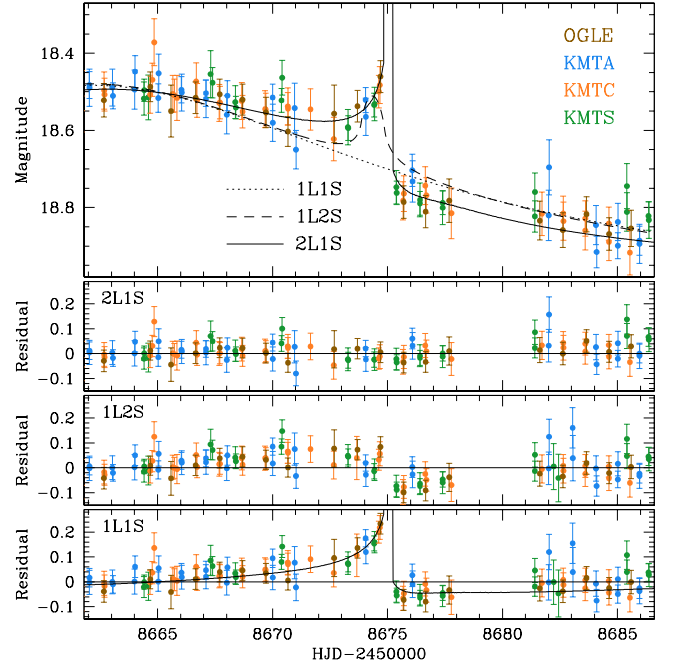 18.4
18.6
18.8
Magnitude
OGLE
KMTA
KMTC
KMTS
1L1S
1L2S
2L1S
2L1S
0.2
0.1
0
−0.1
Residual
1L2S
0.2
0.1
0
−0.1
Residual
1L1S
0.2
0.1
0
−0.1
Residual
8665 8670 8675 8680 8685
HJD−2450000